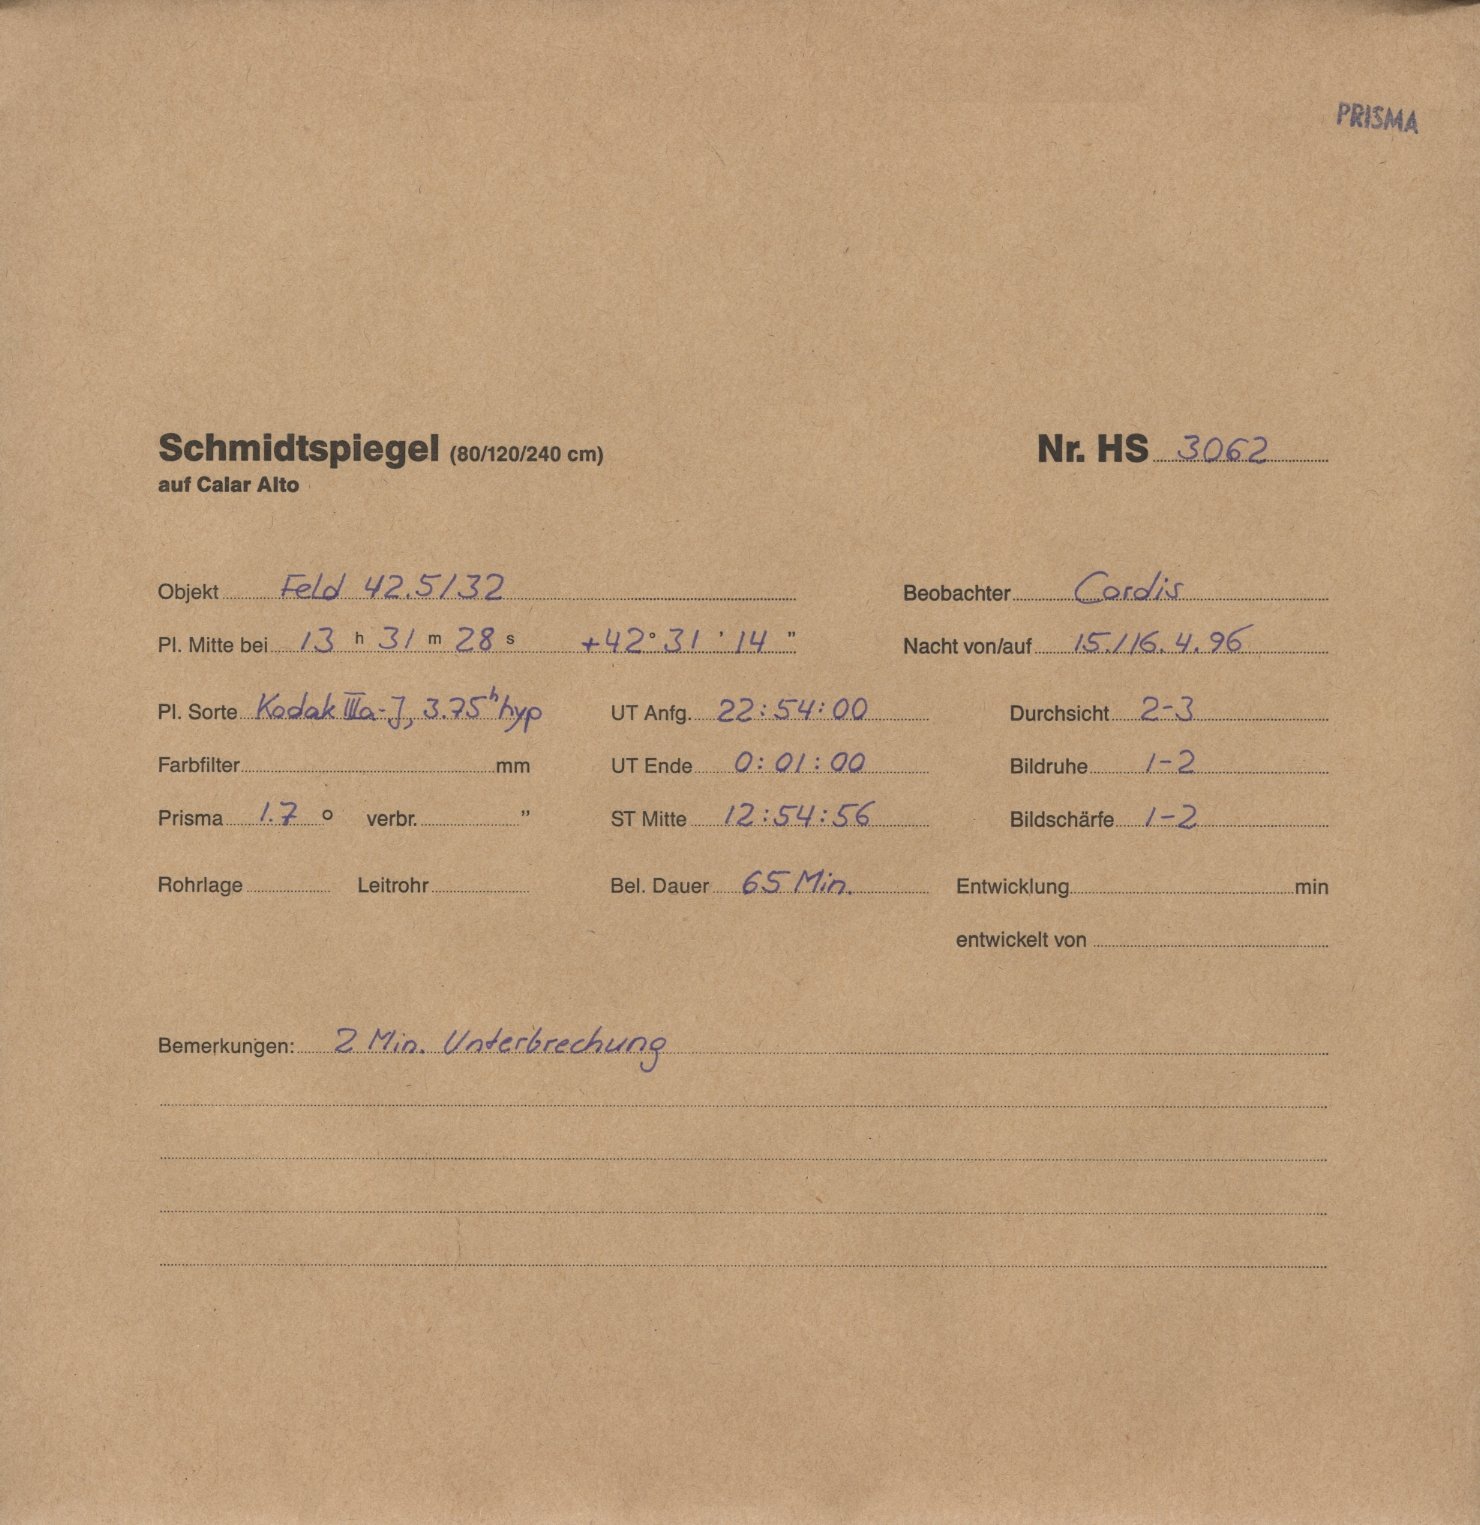 PRISMA
Schmidtspiegel (80/120/240 cm) Nr. HS 3062
auf Calar Alto
Objekt Feld 42.5/32 Beobachter Cordis
Pl. Mitte bei 13 h 31 m 28 s +42° 31 ' 14 " Nacht von/auf 15./16.4.96
Pl. Sorte Kodak IIIa-J, 3.75h hyp UT Anfg. 22:54:00 Durchsicht 2-3
Farbfilter mm UT Ende 0:01:00 Bildruhe 1-2
Prisma 1.7 ° verbr. " ST Mitte 12:54:56 Bildschärfe 1-2
Rohrlage Leitrohr Bel. Dauer 65 Min. Entwicklung min
entwickelt von
Bemerkungen: 2 Min. Unterbrechung